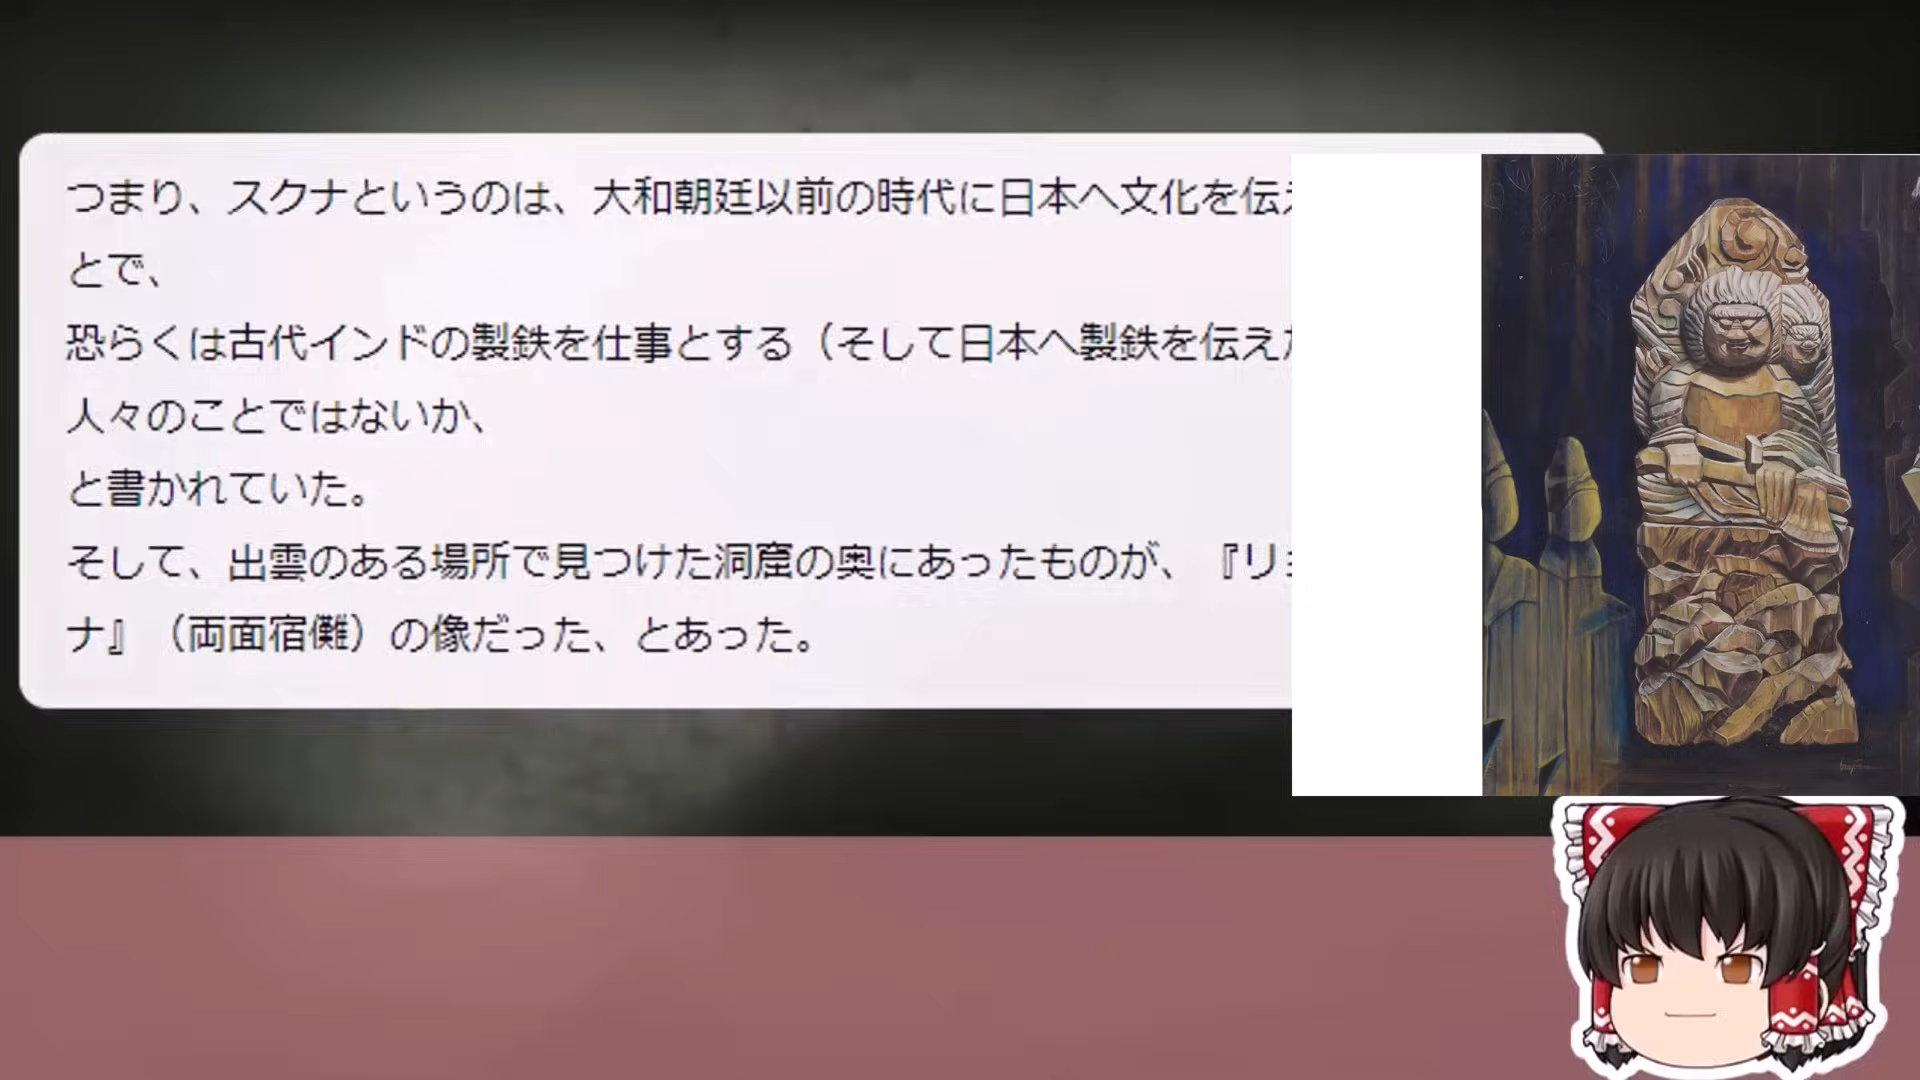 つまり、スクナというのは、大和朝廷以前の時代に日本へ文化を伝え
とで、
恐らくは古代インドの製鉄を仕事とする（そして日本へ製鉄を伝えた
人々のことではないか、
と書かれていた。
そして、出雲のある場所で見つけた洞窟の奥にあったものが、『リョ
ナ』（両面宿儺）の像だった、とあった。